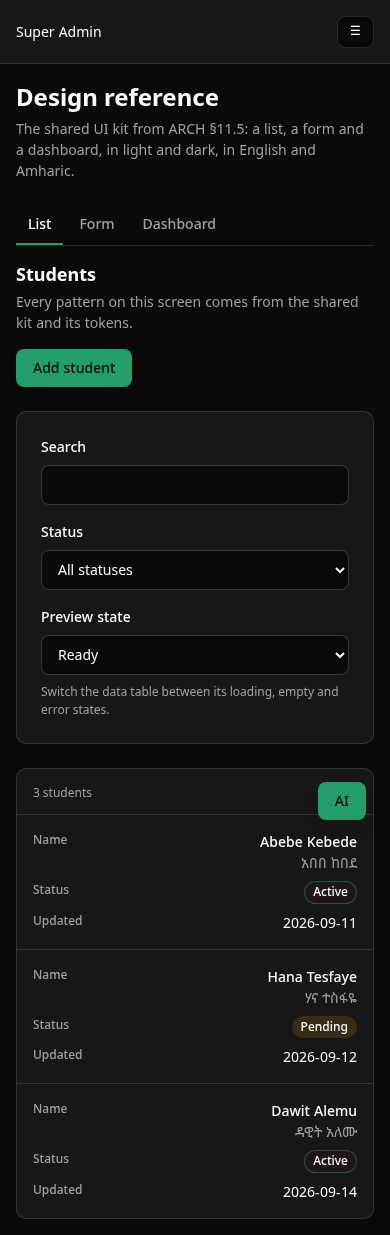 Super Admin
☰
Design reference
The shared UI kit from ARCH §11.5: a list, a form and
a dashboard, in light and dark, in English and
Amharic.
List Form Dashboard
Students
Every pattern on this screen comes from the shared
kit and its tokens.
Add student
Search
Status
All statuses
Preview state
Ready
Switch the data table between its loading, empty and
error states.
3 students
AI
Name Abebe Kebede
አበበ ከበደ
Status Active
Updated 2026-09-11
Name Hana Tesfaye
ሃና ተስፋዬ
Status Pending
Updated 2026-09-12
Name Dawit Alemu
ዳዊት አለሙ
Status Active
Updated 2026-09-14